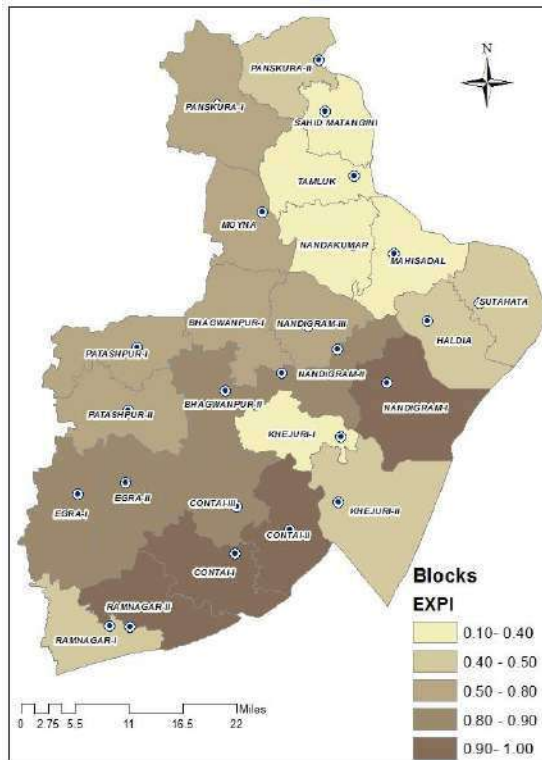 N
PANSKURA-II
PANSKURA-I
SAHID MATANGINI
TAMLUK
MOYNA
NANDAKUMAR
MAHISADAL
SUTAHATA
HALDIA
BHAGWANPUR-I
NANDIGRAM-III
PATASHPUR-I
NANDIGRAM-II
BHAGWANPUR-II
NANDIGRAM-I
PATASHPUR-II
KHEJURI-I
EGRA-II
CONTAI-III
KHEJURI-II
EGRA-I
CONTAI-II
CONTAI-I
RAMNAGAR-II
RAMNAGAR-I
Blocks
EXPI
0.10- 0.40
0.40 - 0.50
0.50 - 0.80
0.80 - 0.90
0.90- 1.00
Miles
0 2.75 5.5 11 16.5 22